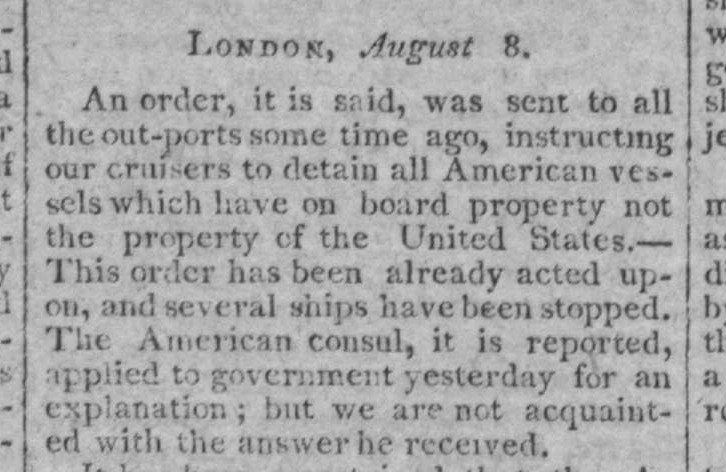 LONDON, August 8.
An order, it is said, was sent to all
the out-ports some time ago, instructing
our cruisers to detain all American ves-
sels which have on board property not
the property of the United States.—
This order has been already acted up-
on, and several ships have been stopped.
The American consul, it is reported,
applied to government yesterday for an
explanation; but we are not acquaint-
ed with the answer he received.